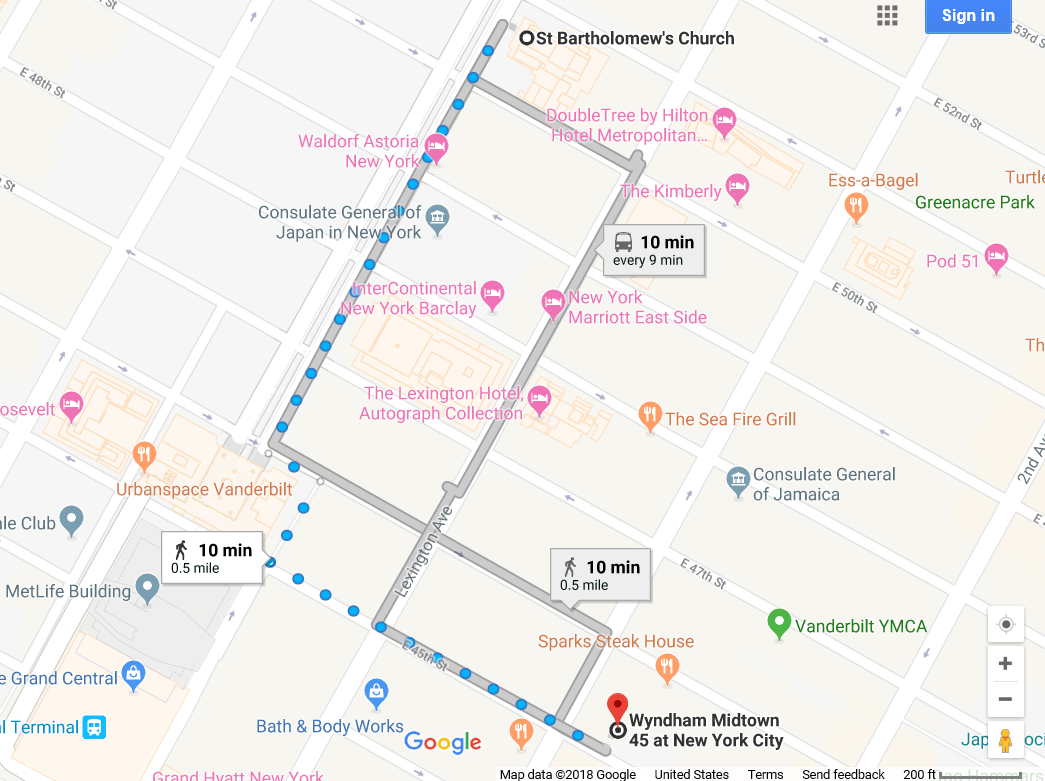 Sign in
E 53rd St
St Bartholomew's Church
E 48th St
E 52nd St
DoubleTree by Hilton
Hotel Metropolitan...
Waldorf Astoria
New York
The Kimberly
Ess-a-Bagel
Turtl
Greenacre Park
Consulate General of
Japan in New York
10 min
every 9 min
Pod 51
InterContinental
New York Barclay
New York
Marriott East Side
E 50th St
Th
The Lexington Hotel,
Autograph Collection
osevelt
The Sea Fire Grill
Urbanspace Vanderbilt
Consulate General
of Jamaica
2nd Av
le Club
Lexington Ave
10 min
0.5 mile
10 min
0.5 mile
E 47th St
MetLife Building
Vanderbilt YMCA
Sparks Steak House
E 45th St
e Grand Central
Bath & Body Works
l Terminal
Google
Wyndham Midtown
45 at New York City
Grand Hyatt New York
Map data ©2018 Google
United States
Terms
Send feedback
200 ft